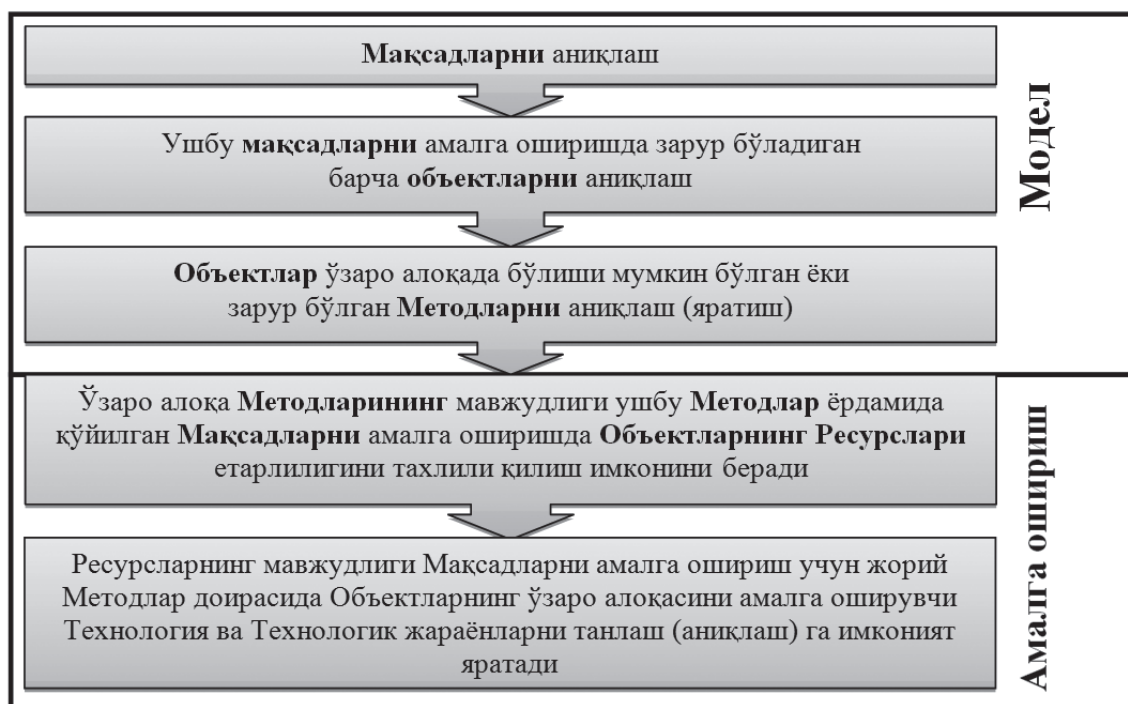 Мақсадларни аниқлаш
Ушбу мақсадларни амалга оширишда зарур бўладиган
барча объектларни аниқлаш
Объектлар ўзаро алоқада бўлиши мумкин бўлган ёки
зарур бўлган Методларни аниқлаш (яратиш)
Модел
Ўзаро алоқа Методларининг мавжудлиги ушбу Методлар ёрдамида
қўйилган Мақсадларни амалга оширишда Объектларнинг Ресурслари
етарлилигини тахлили қилиш имконини беради
Ресурсларнинг мавжудлиги Мақсадларни амалга ошириш учун жорий
Методлар доирасида Объектларнинг ўзаро алоқасини амалга оширувчи
Технология ва Технологик жараёнларни танлаш (аниқлаш) га имконият
яратади
Амалга ошириш